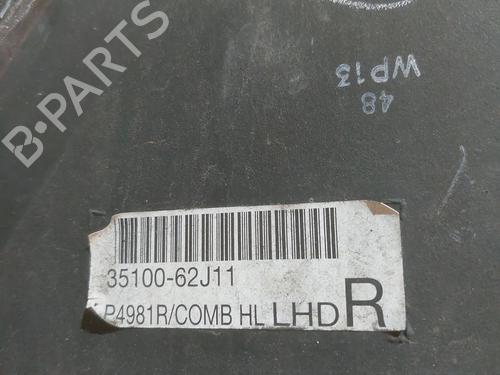 B-PARTS
48
WP13
35100-62J11
P4981R/COMB HL LHD R